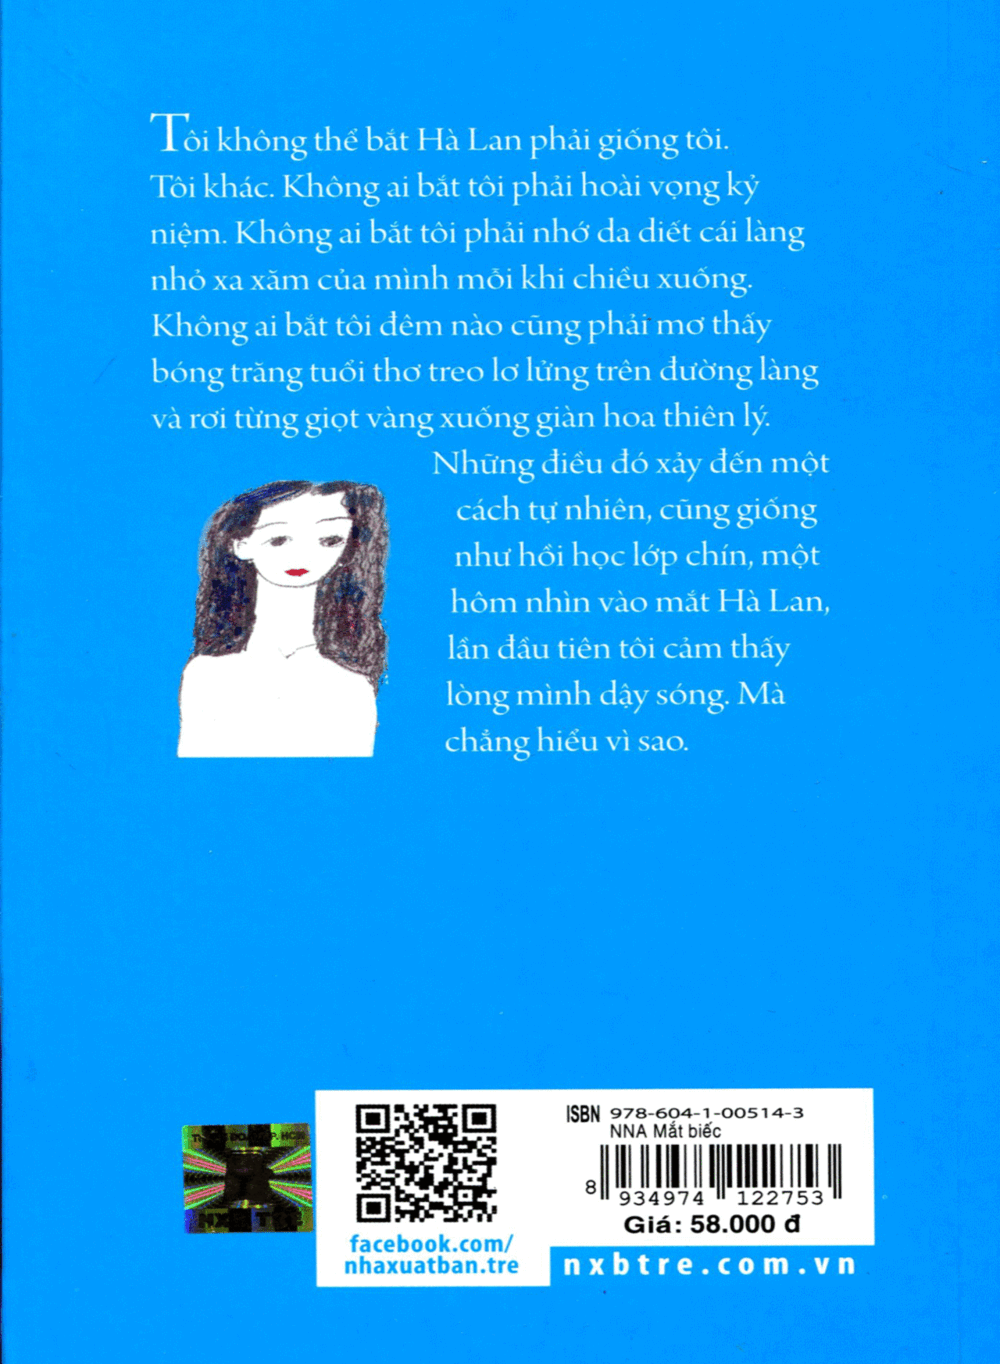 Tôi không thể bắt Hà Lan phải giống tôi.
Tôi khác. Không ai bắt tôi phải hoài vọng kỷ
niệm. Không ai bắt tôi phải nhớ da diết cái làng
nhỏ xa xăm của mình mỗi khi chiều xuống.
Không ai bắt tôi đêm nào cũng phải mơ thấy
bóng trăng tuổi thơ treo lơ lửng trên đường làng
và rơi từng giọt vàng xuống giàn hoa thiên lý.
Những điều đó xảy đến một
cách tự nhiên, cũng giống
như hồi học lớp chín, một
hôm nhìn vào mắt Hà Lan,
lần đầu tiên tôi cảm thấy
lòng mình dậy sóng. Mà
chẳng hiểu vì sao.
ISBN 978-604-1-00514-3
NNA Mắt biếc
8 934974 122753
Giá: 58.000 đ
facebook.com/
nhaxuatban.tre
nxbtre.com.vn